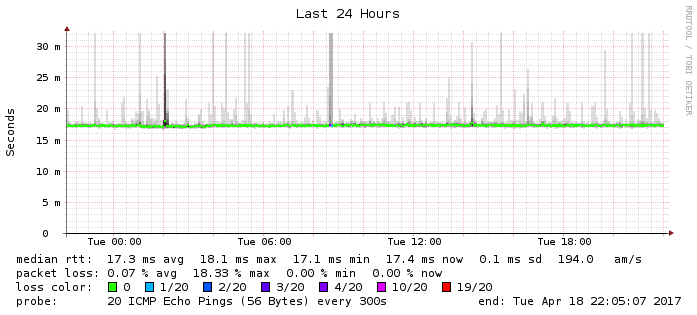 Last 24 Hours
RRDTOOL / TOBI OETIKER
Seconds
30 m
25 m
20 m
15 m
10 m
5 m
0
Tue 00:00 Tue 06:00 Tue 12:00 Tue 18:00
median rtt: 17.3 ms avg 18.1 ms max 17.1 ms min 17.4 ms now 0.1 ms sd 194.0 am/s
packet loss: 0.07 % avg 18.33 % max 0.00 % min 0.00 % now
loss color: 0 1/20 2/20 3/20 4/20 10/20 19/20
probe: 20 ICMP Echo Pings (56 Bytes) every 300s end: Tue Apr 18 22:05:07 2017